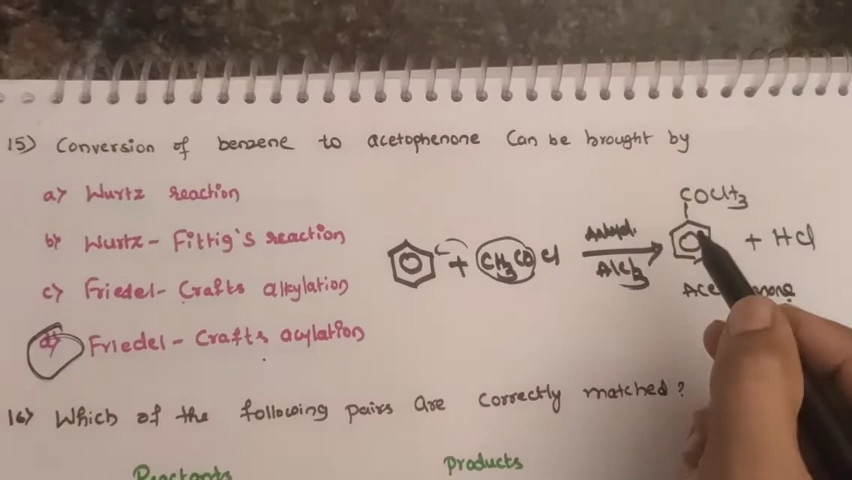 15) Conversion of benzene to acetophenone Can be brought by
a) Wurtz reaction
b) Wurtz - Fittig's reaction
c) Friedel - Crafts alkylation
d) Friedel - Crafts acylation
+ CH3CO Cl
AlCl3
COCH3
+ HCl
16) Which of the following pairs are correctly matched?
Reactants
Products